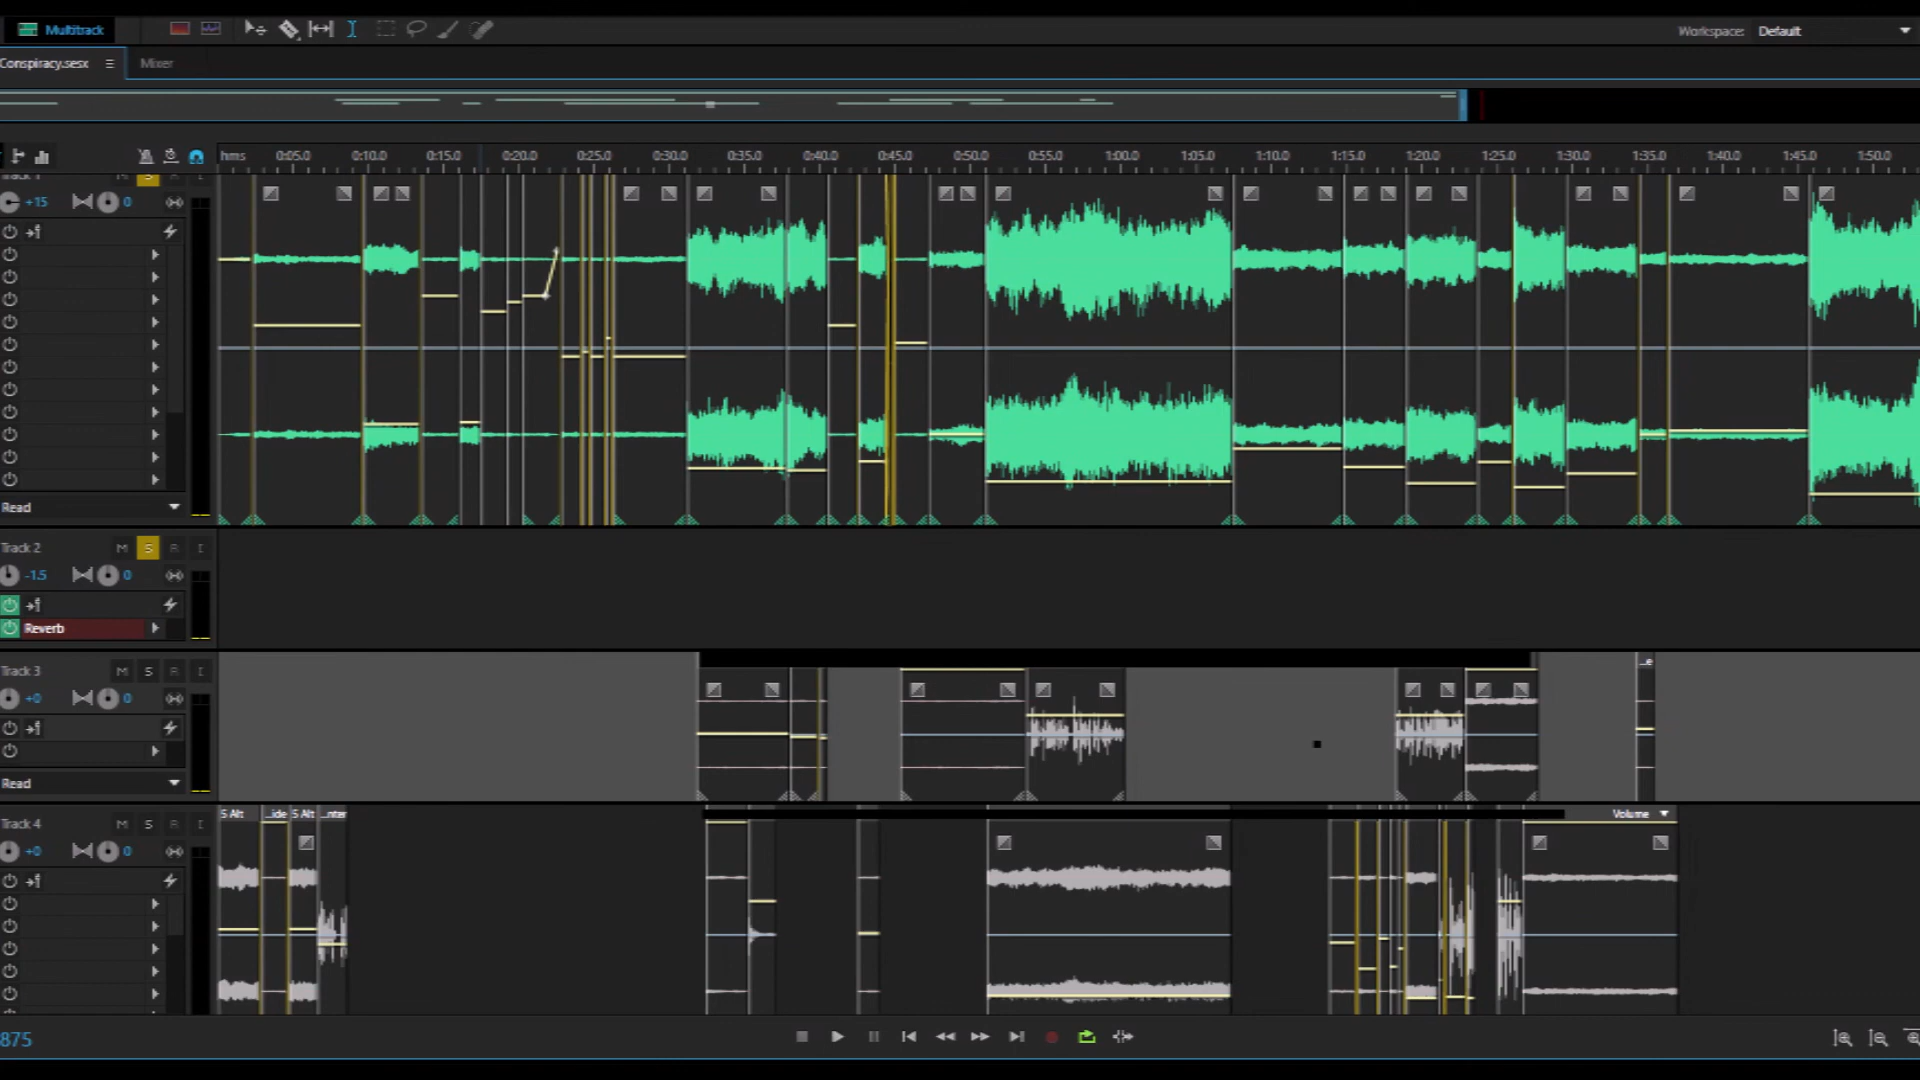 Multitrack
Workspace: Default
Conspiracy.sesx
Mixer
hms 0:05.0 0:10.0 0:15.0 0:20.0 0:25.0 0:30.0 0:35.0 0:40.0 0:45.0 0:50.0 0:55.0 1:00.0 1:05.0 1:10.0 1:15.0 1:20.0 1:25.0 1:30.0 1:35.0 1:40.0 1:45.0 1:50.0
+15 0
Read
Track 2 M S R I
-1.5 0
Reverb
Track 3 M S R I
+0 0
...e
Read
Track 4 M S R I
S Alt ...ide S Alt ...nter
Volume
+0 0
875